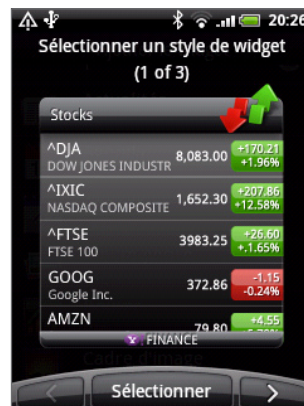 20:26
Sélectionner un style de widget
(1 of 3)
Stocks
^DJA 8,083.00 +170.21
DOW JONES INDUSTR +1.96%
^IXIC 1,652.30 +207.86
NASDAQ COMPOSITE +12.58%
^FTSE 3983.25 +26.60
FTSE 100 +.1.65%
GOOG 372.86 -1.15
Google Inc. -0.24%
AMZN 79.80 +4.55
FINANCE
Cadre d'image
Sélectionner